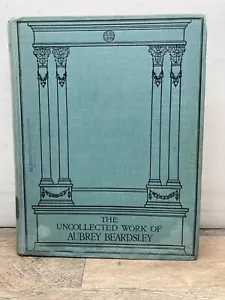 THE
UNCOLLECTED WORK OF
AUBREY BEARDSLEY